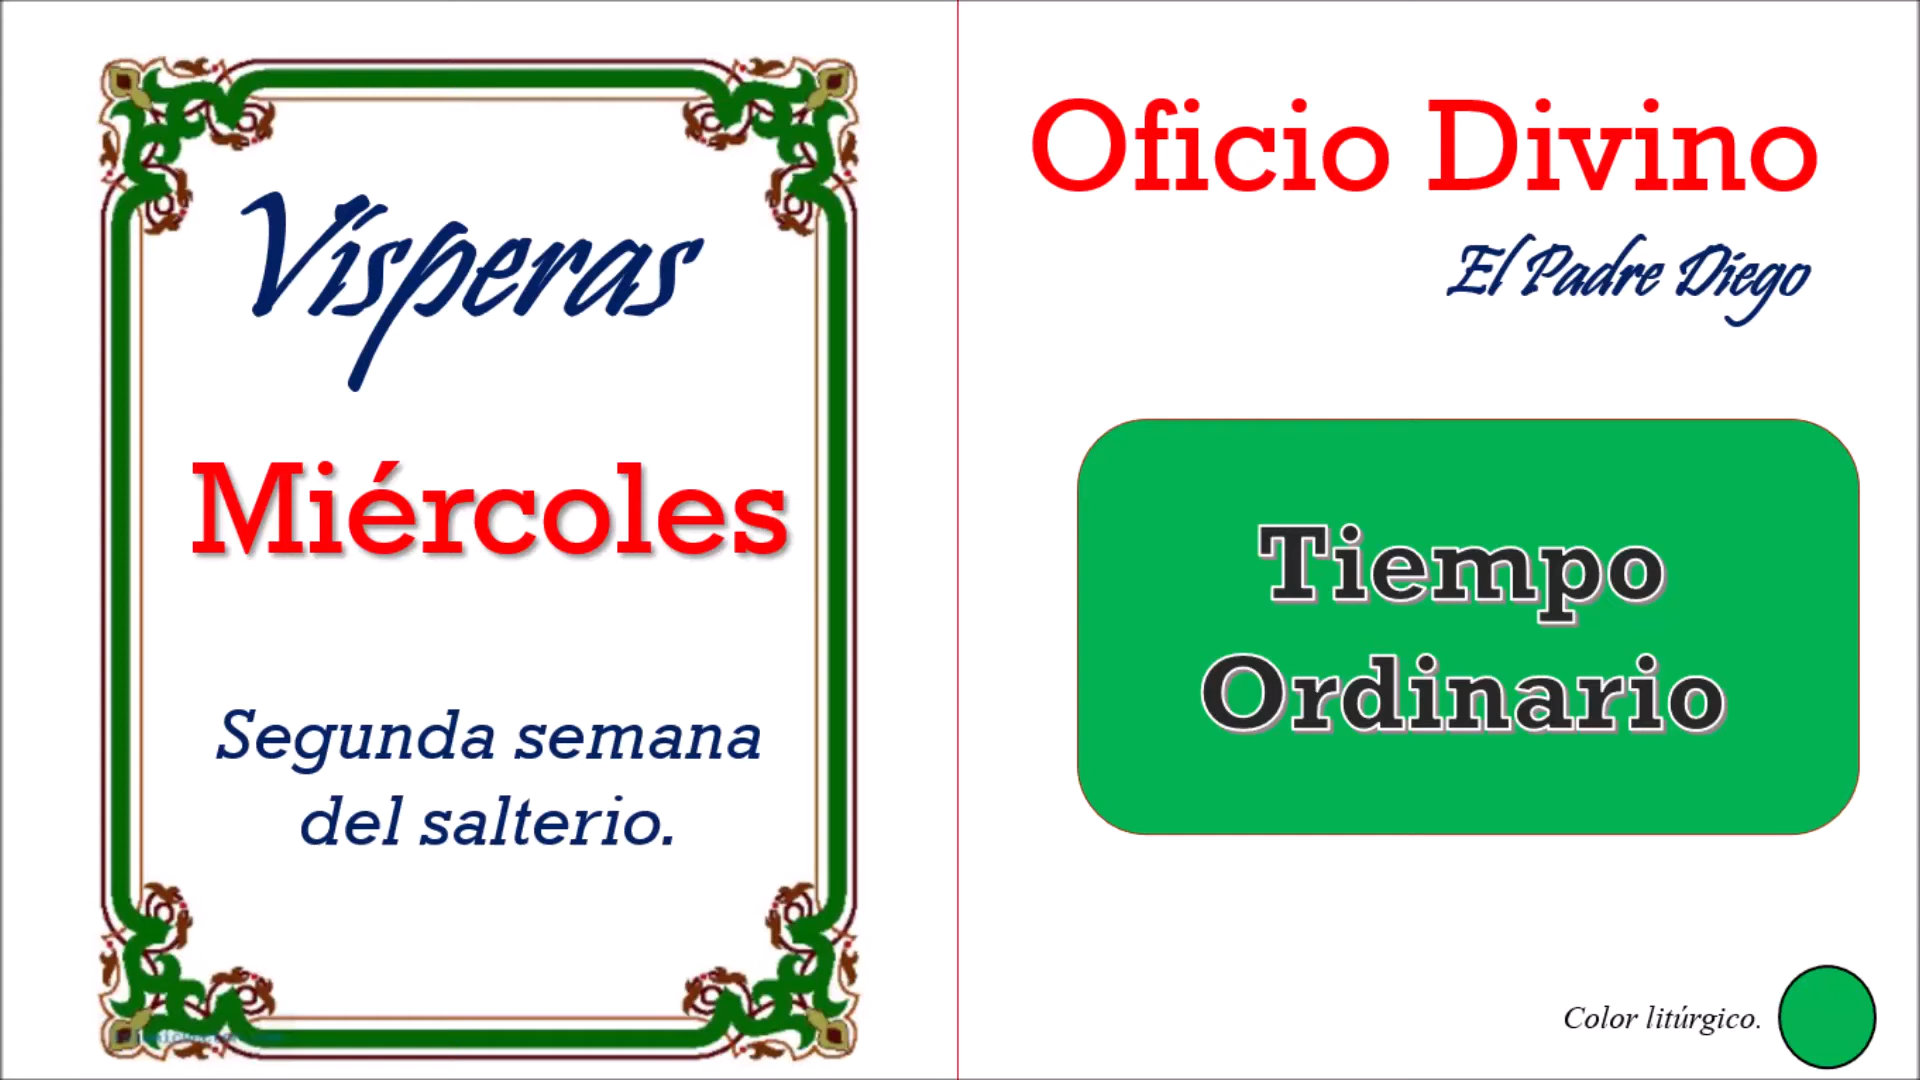 Vísperas
Miércoles
Segunda semana
del salterio.
Oficio Divino
El Padre Diego
Tiempo
Ordinario
Color litúrgico.